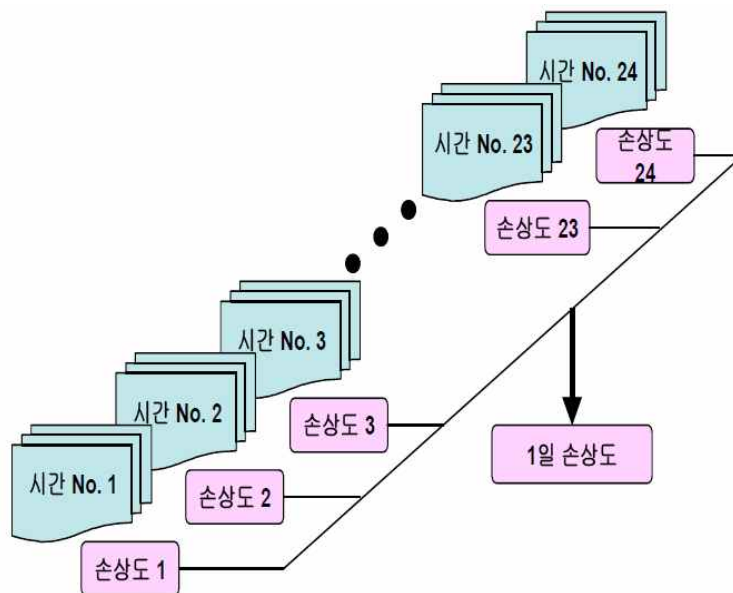 시간 No. 24
시간 No. 23
손상도
24
손상도 23
시간 No. 3
시간 No. 2
손상도 3
1일 손상도
시간 No. 1
손상도 2
손상도 1